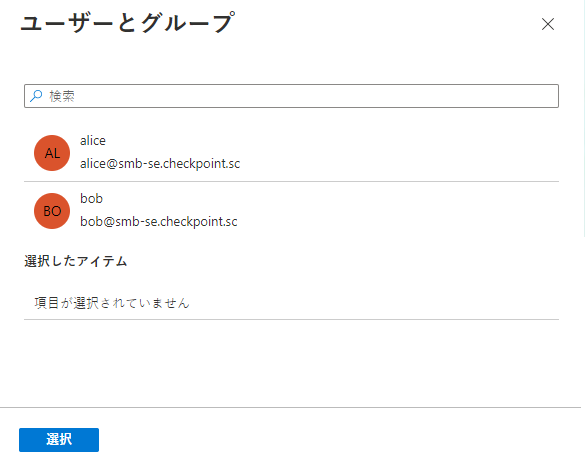 ユーザーとグループ
検索
AL
alice
alice@smb-se.checkpoint.sc
BO
bob
bob@smb-se.checkpoint.sc
選択したアイテム
項目が選択されていません
選択